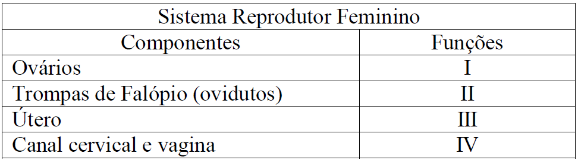 Sistema Reprodutor Feminino
Componentes Funções
Ovários I
Trompas de Falópio (ovidutos) II
Útero III
Canal cervical e vagina IV